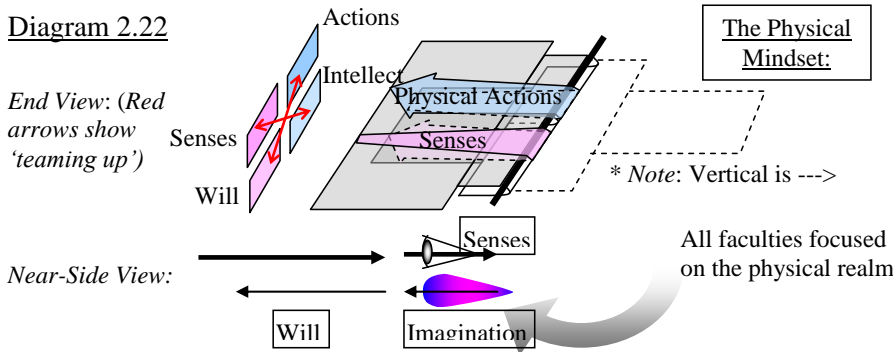 Diagram 2.22
Actions
The Physical
Mindset:
Intellect
End View: (Red
arrows show
‘teaming up’)
Physical Actions
Senses
Senses
Will
* Note: Vertical is --->
Senses
All faculties focused
on the physical realm
Near-Side View:
Will
Imagination